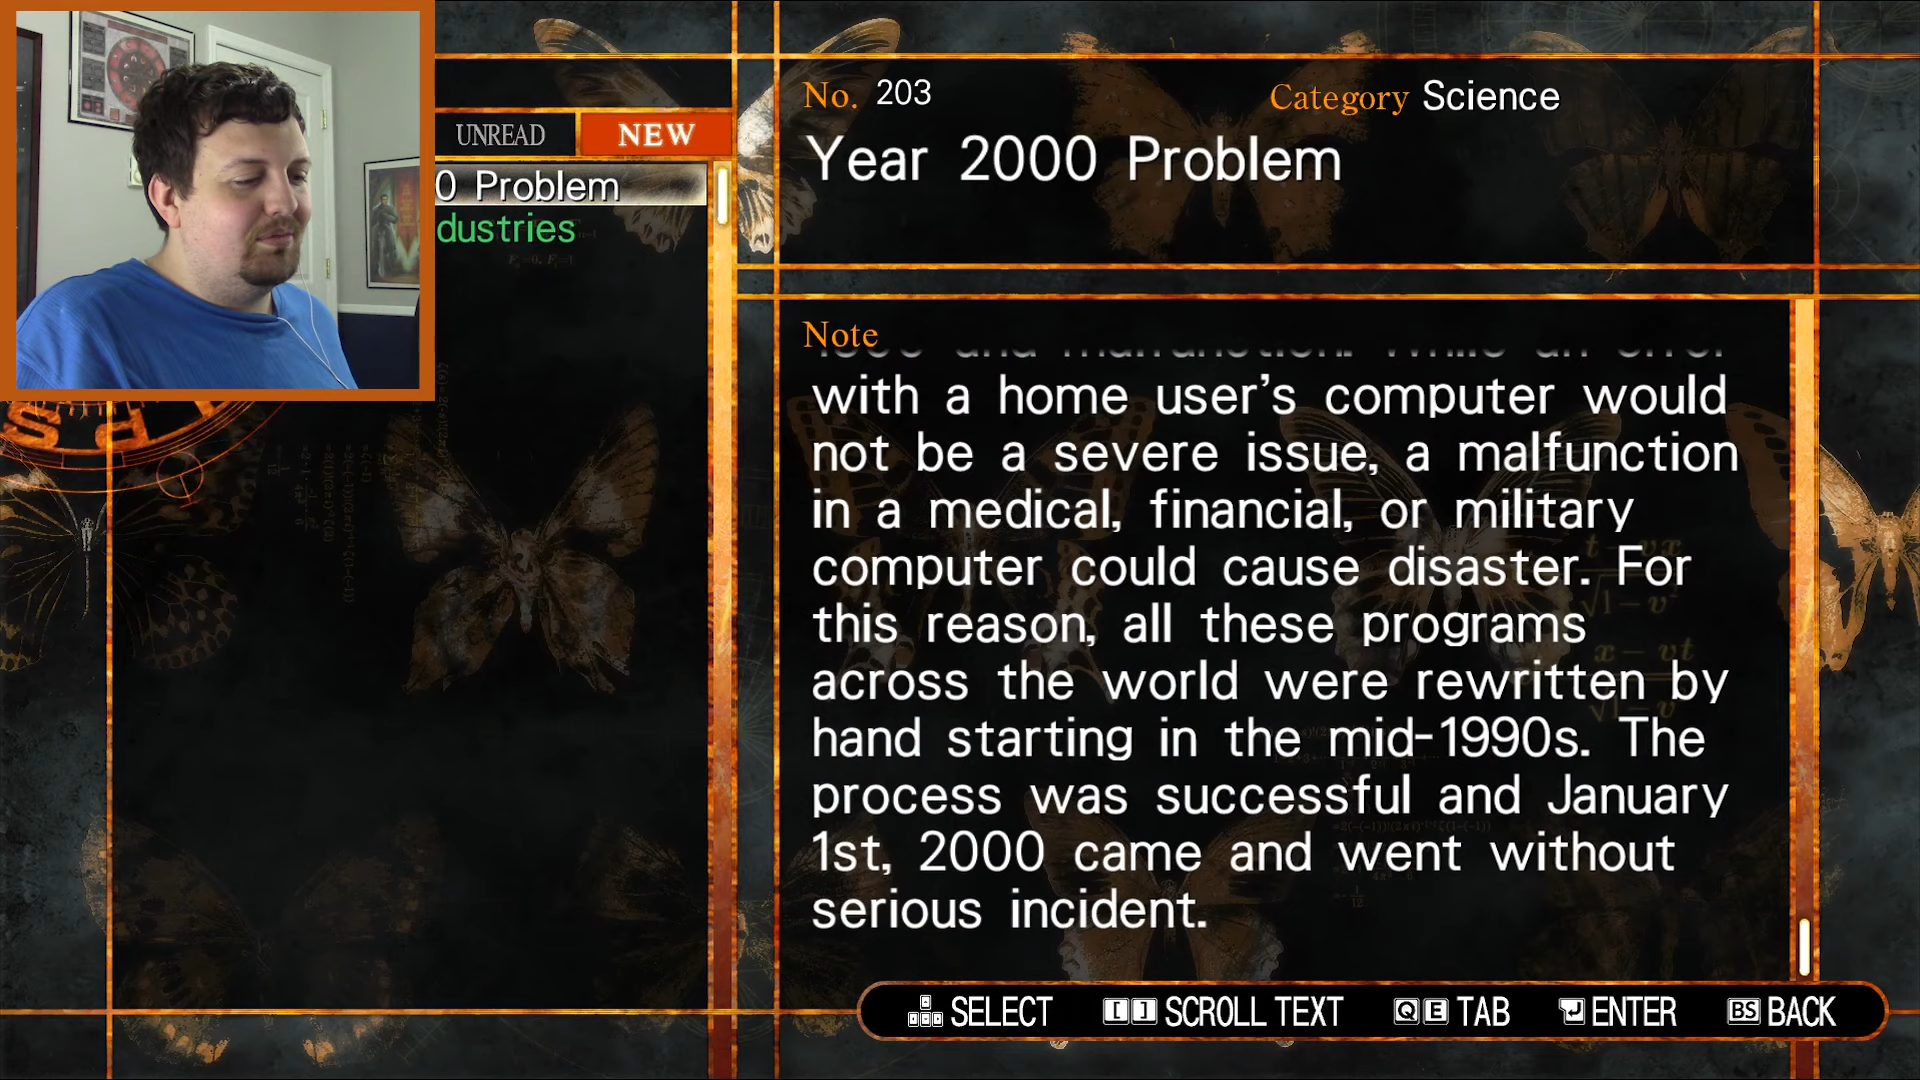 UNREAD
NEW
0 Problem
dustries
No. 203
Category Science
Year 2000 Problem
Note
with a home user's computer would
not be a severe issue, a malfunction
in a medical, financial, or military
computer could cause disaster. For
this reason, all these programs
across the world were rewritten by
hand starting in the mid-1990s. The
process was successful and January
1st, 2000 came and went without
serious incident.
SELECT
[ ] SCROLL TEXT
Q E TAB
ENTER
BS BACK